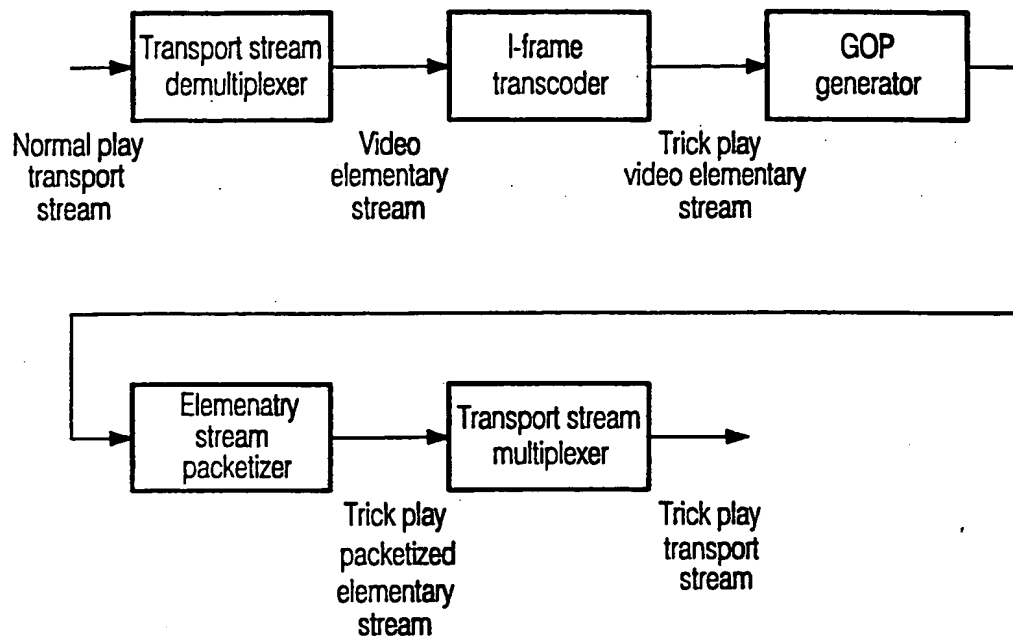 Transport stream
demultiplexer
I-frame
transcoder
GOP
generator
Normal play
transport
stream
Video
elementary
stream
Trick play
video elementary
stream
Elemenatry
stream
packetizer
Transport stream
multiplexer
Trick play
packetized
elementary
stream
Trick play
transport
stream